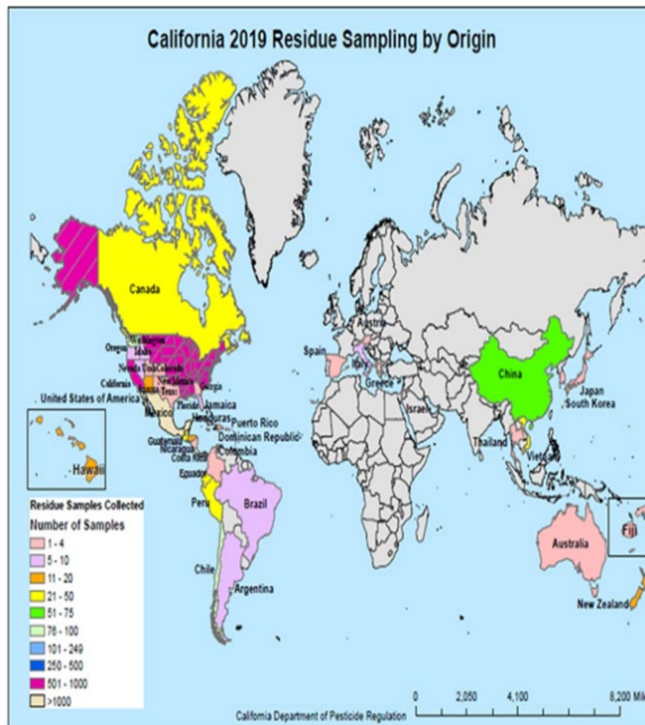 California 2019 Residue Sampling by Origin
Canada
Washington
Oregon
Idaho
Nevada Utah Colorado
California
New Mexico
Texas
Georgia
United States of America
Florida
Jamaica
Mexico
Honduras
Puerto Rico
Guatemala
Dominican Republic
Nicaragua
Costa Rica
Colombia
Ecuador
Peru
Brazil
Chile
Argentina
Hawaii
Austria
Spain
Italy
Greece
Israel
China
Japan
South Korea
Thailand
Vietnam
Australia
Fiji
New Zealand
Residue Samples Collected
Number of Samples
1 - 4
5 - 10
11 - 20
21 - 50
51 - 75
76 - 100
101 - 249
250 - 500
501 - 1000
>1000
California Department of Pesticide Regulation
0 2,050 4,100 8,200 Mil